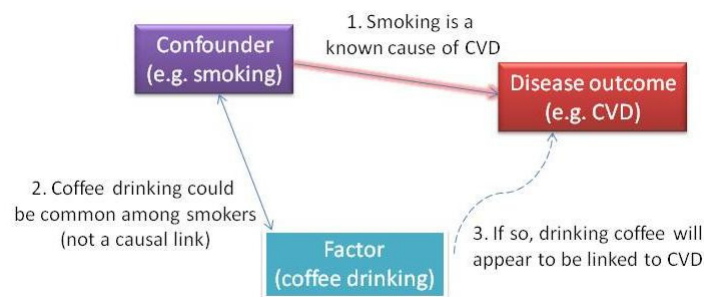 1. Smoking is a
known cause of CVD
Confounder
(e.g. smoking)
Disease outcome
(e.g. CVD)
2. Coffee drinking could
be common among smokers
(not a causal link)
Factor
(coffee drinking)
3. If so, drinking coffee will
appear to be linked to CVD